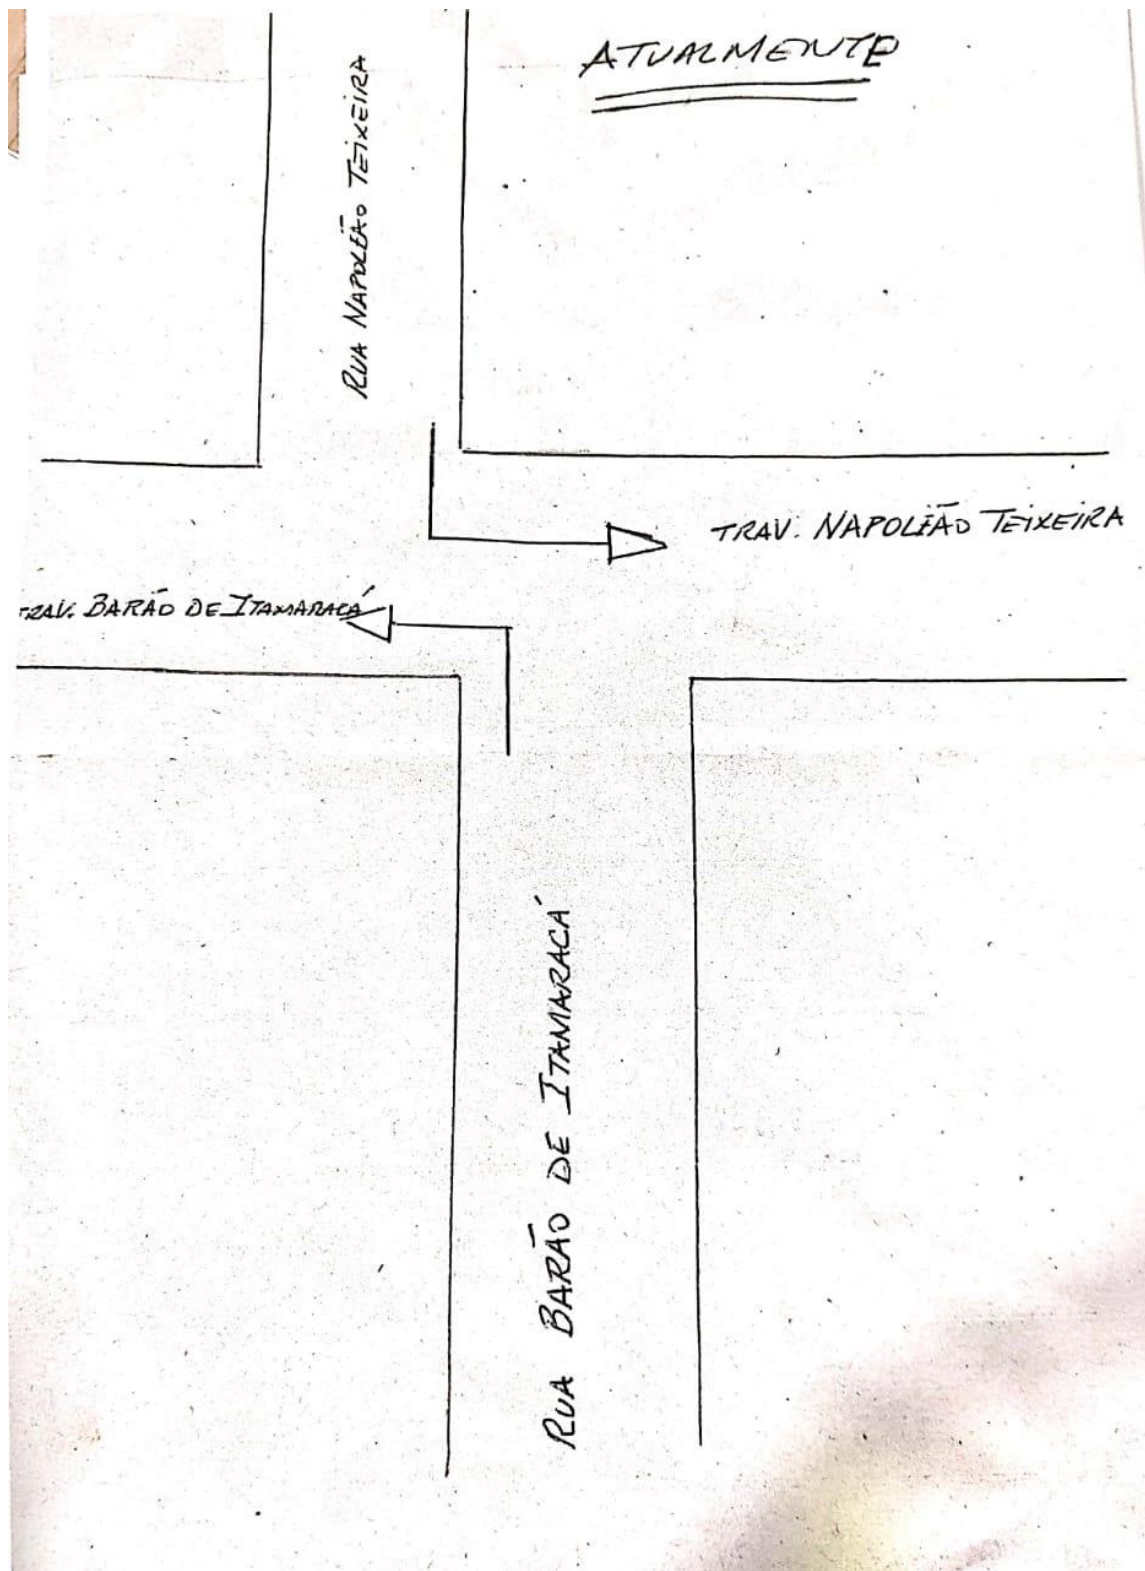 ATUALMENTE
RUA NAPOLEÃO TEIXEIRA
TRAV. NAPOLEÃO TEIXEIRA
TRAV. BARÃO DE ITAMARACÁ
RUA BARÃO DE ITAMARACÁ